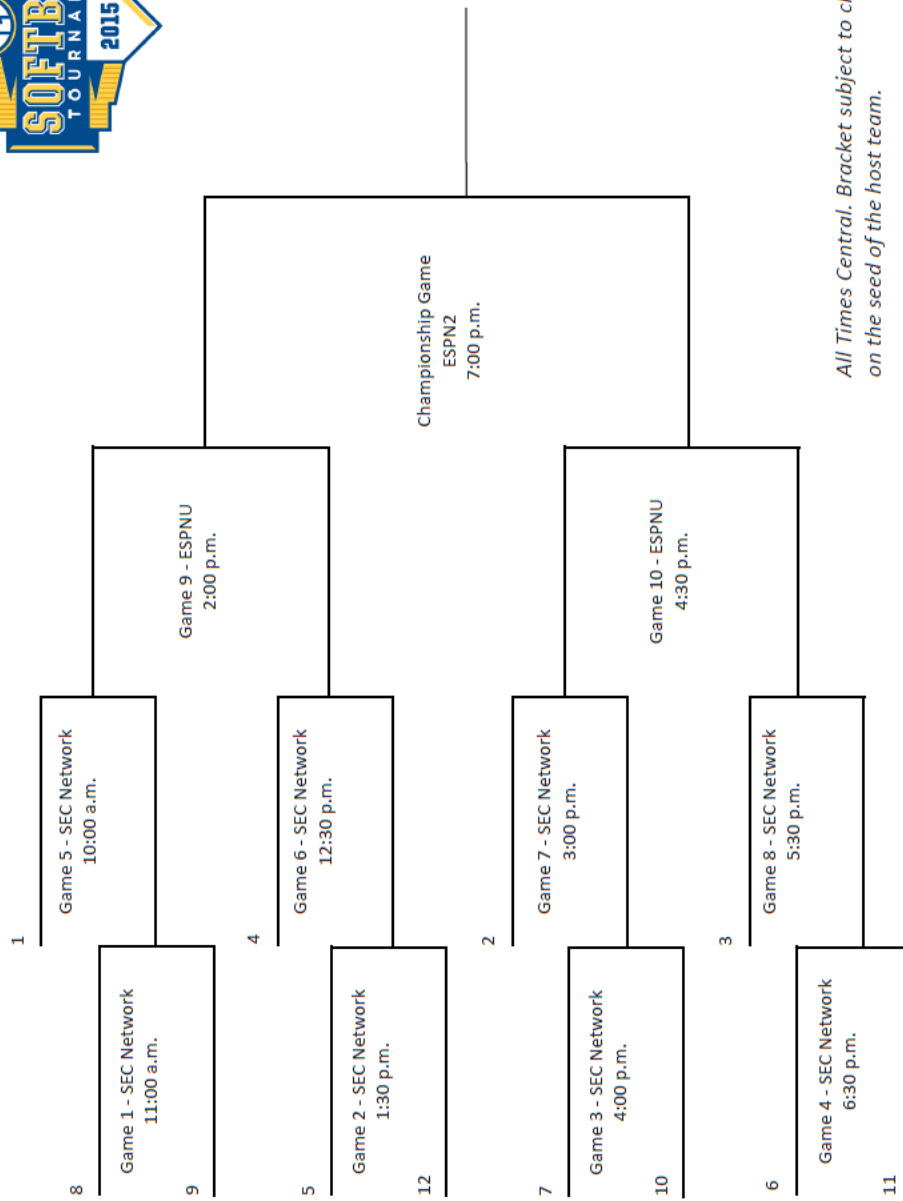 SOFTB
TOURNA
2015
1
Game 5 - SEC Network
10:00 a.m.
8
Game 1 - SEC Network
11:00 a.m.
9
Game 9 - ESPNU
2:00 p.m.
4
Game 6 - SEC Network
12:30 p.m.
5
Game 2 - SEC Network
1:30 p.m.
12
Championship Game
ESPN2
7:00 p.m.
2
Game 7 - SEC Network
3:00 p.m.
7
Game 3 - SEC Network
4:00 p.m.
10
Game 10 - ESPNU
4:30 p.m.
3
Game 8 - SEC Network
5:30 p.m.
6
Game 4 - SEC Network
6:30 p.m.
11
All Times Central. Bracket subject to c
on the seed of the host team.